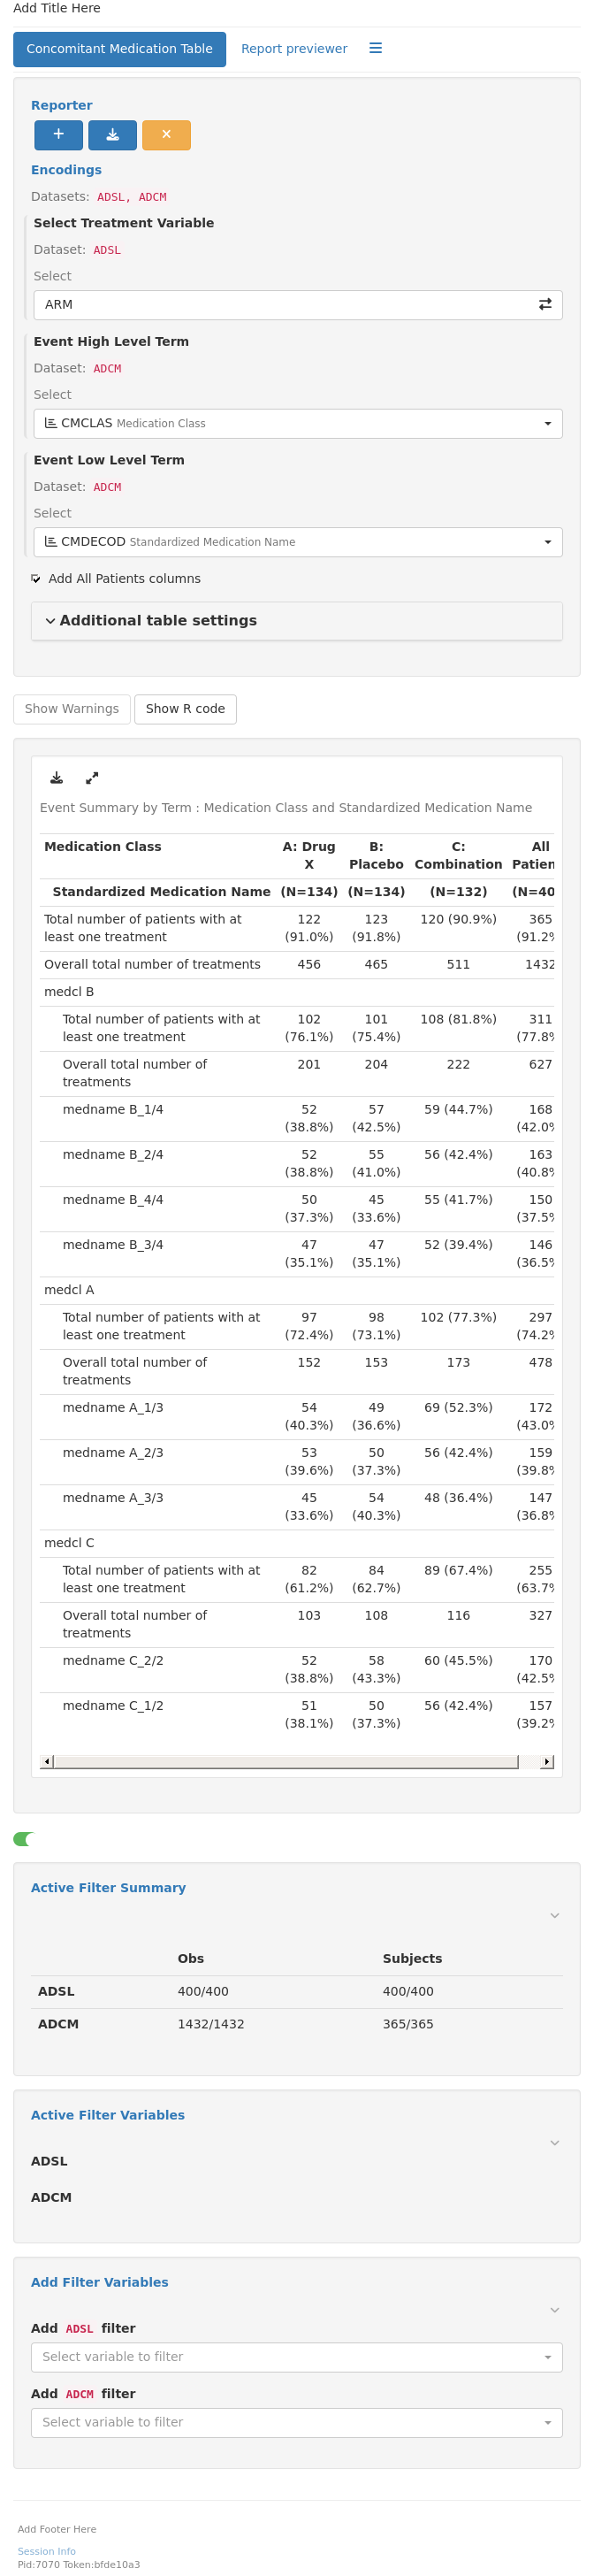 Add Title Here
Concomitant Medication Table Report previewer
Reporter
Encodings
Datasets: ADSL, ADCM
Select Treatment Variable
Dataset: ADSL
Select
ARM
Event High Level Term
Dataset: ADCM
Select
CMCLAS Medication Class
Event Low Level Term
Dataset: ADCM
Select
CMDECOD Standardized Medication Name
Add All Patients columns
Additional table settings
Show Warnings Show R code
Event Summary by Term : Medication Class and Standardized Medication Name
Medication Class A: Drug B: C: All
X Placebo Combination Patien
Standardized Medication Name (N=134) (N=134) (N=132) (N=40
Total number of patients with at 122 123 120 (90.9%) 365
least one treatment (91.0%) (91.8%) (91.2%
Overall total number of treatments 456 465 511 1432
medcl B
Total number of patients with at 102 101 108 (81.8%) 311
least one treatment (76.1%) (75.4%) (77.8%
Overall total number of 201 204 222 627
treatments
medname B_1/4 52 57 59 (44.7%) 168
(38.8%) (42.5%) (42.0%
medname B_2/4 52 55 56 (42.4%) 163
(38.8%) (41.0%) (40.8%
medname B_4/4 50 45 55 (41.7%) 150
(37.3%) (33.6%) (37.5%
medname B_3/4 47 47 52 (39.4%) 146
(35.1%) (35.1%) (36.5%
medcl A
Total number of patients with at 97 98 102 (77.3%) 297
least one treatment (72.4%) (73.1%) (74.2%
Overall total number of 152 153 173 478
treatments
medname A_1/3 54 49 69 (52.3%) 172
(40.3%) (36.6%) (43.0%
medname A_2/3 53 50 56 (42.4%) 159
(39.6%) (37.3%) (39.8%
medname A_3/3 45 54 48 (36.4%) 147
(33.6%) (40.3%) (36.8%
medcl C
Total number of patients with at 82 84 89 (67.4%) 255
least one treatment (61.2%) (62.7%) (63.7%
Overall total number of 103 108 116 327
treatments
medname C_2/2 52 58 60 (45.5%) 170
(38.8%) (43.3%) (42.5%
medname C_1/2 51 50 56 (42.4%) 157
(38.1%) (37.3%) (39.2%
Active Filter Summary
Obs Subjects
ADSL 400/400 400/400
ADCM 1432/1432 365/365
Active Filter Variables
ADSL
ADCM
Add Filter Variables
Add ADSL filter
Select variable to filter
Add ADCM filter
Select variable to filter
Add Footer Here
Session Info
Pid:7070 Token:bfde10a3